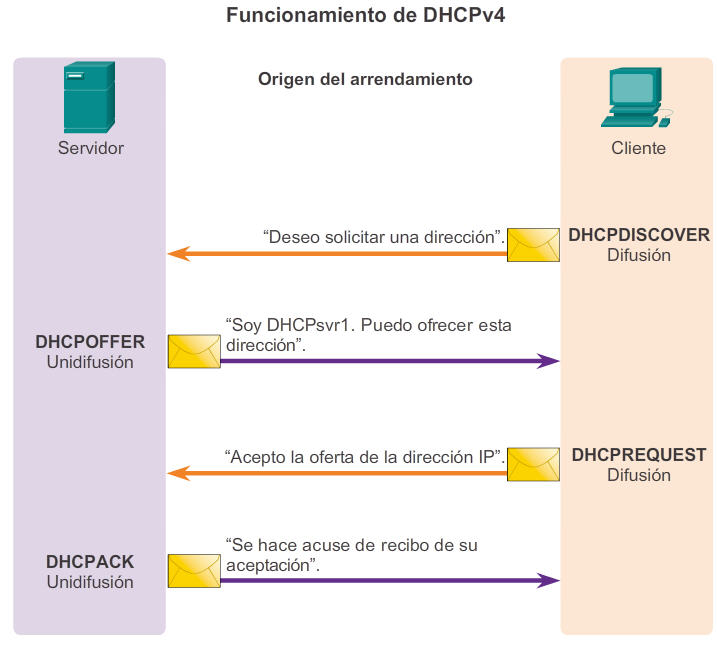 Funcionamiento de DHCPv4
Origen del arrendamiento
Servidor
Cliente
“Deseo solicitar una dirección”.
DHCPDISCOVER
Difusión
DHCPOFFER
Unidifusión
“Soy DHCPsvr1. Puedo ofrecer esta
dirección”.
“Acepto la oferta de la dirección IP”.
DHCPREQUEST
Difusión
DHCPACK
Unidifusión
“Se hace acuse de recibo de su
aceptación”.